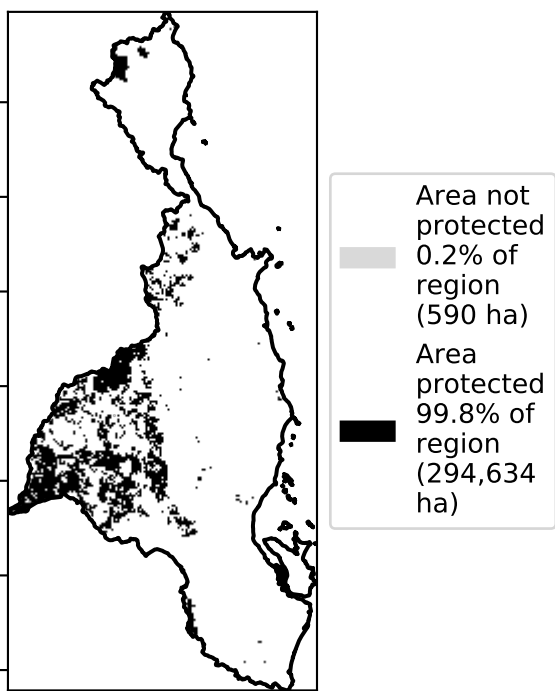 Area not
protected
0.2% of
region
(590 ha)
Area
protected
99.8% of
region
(294,634
ha)